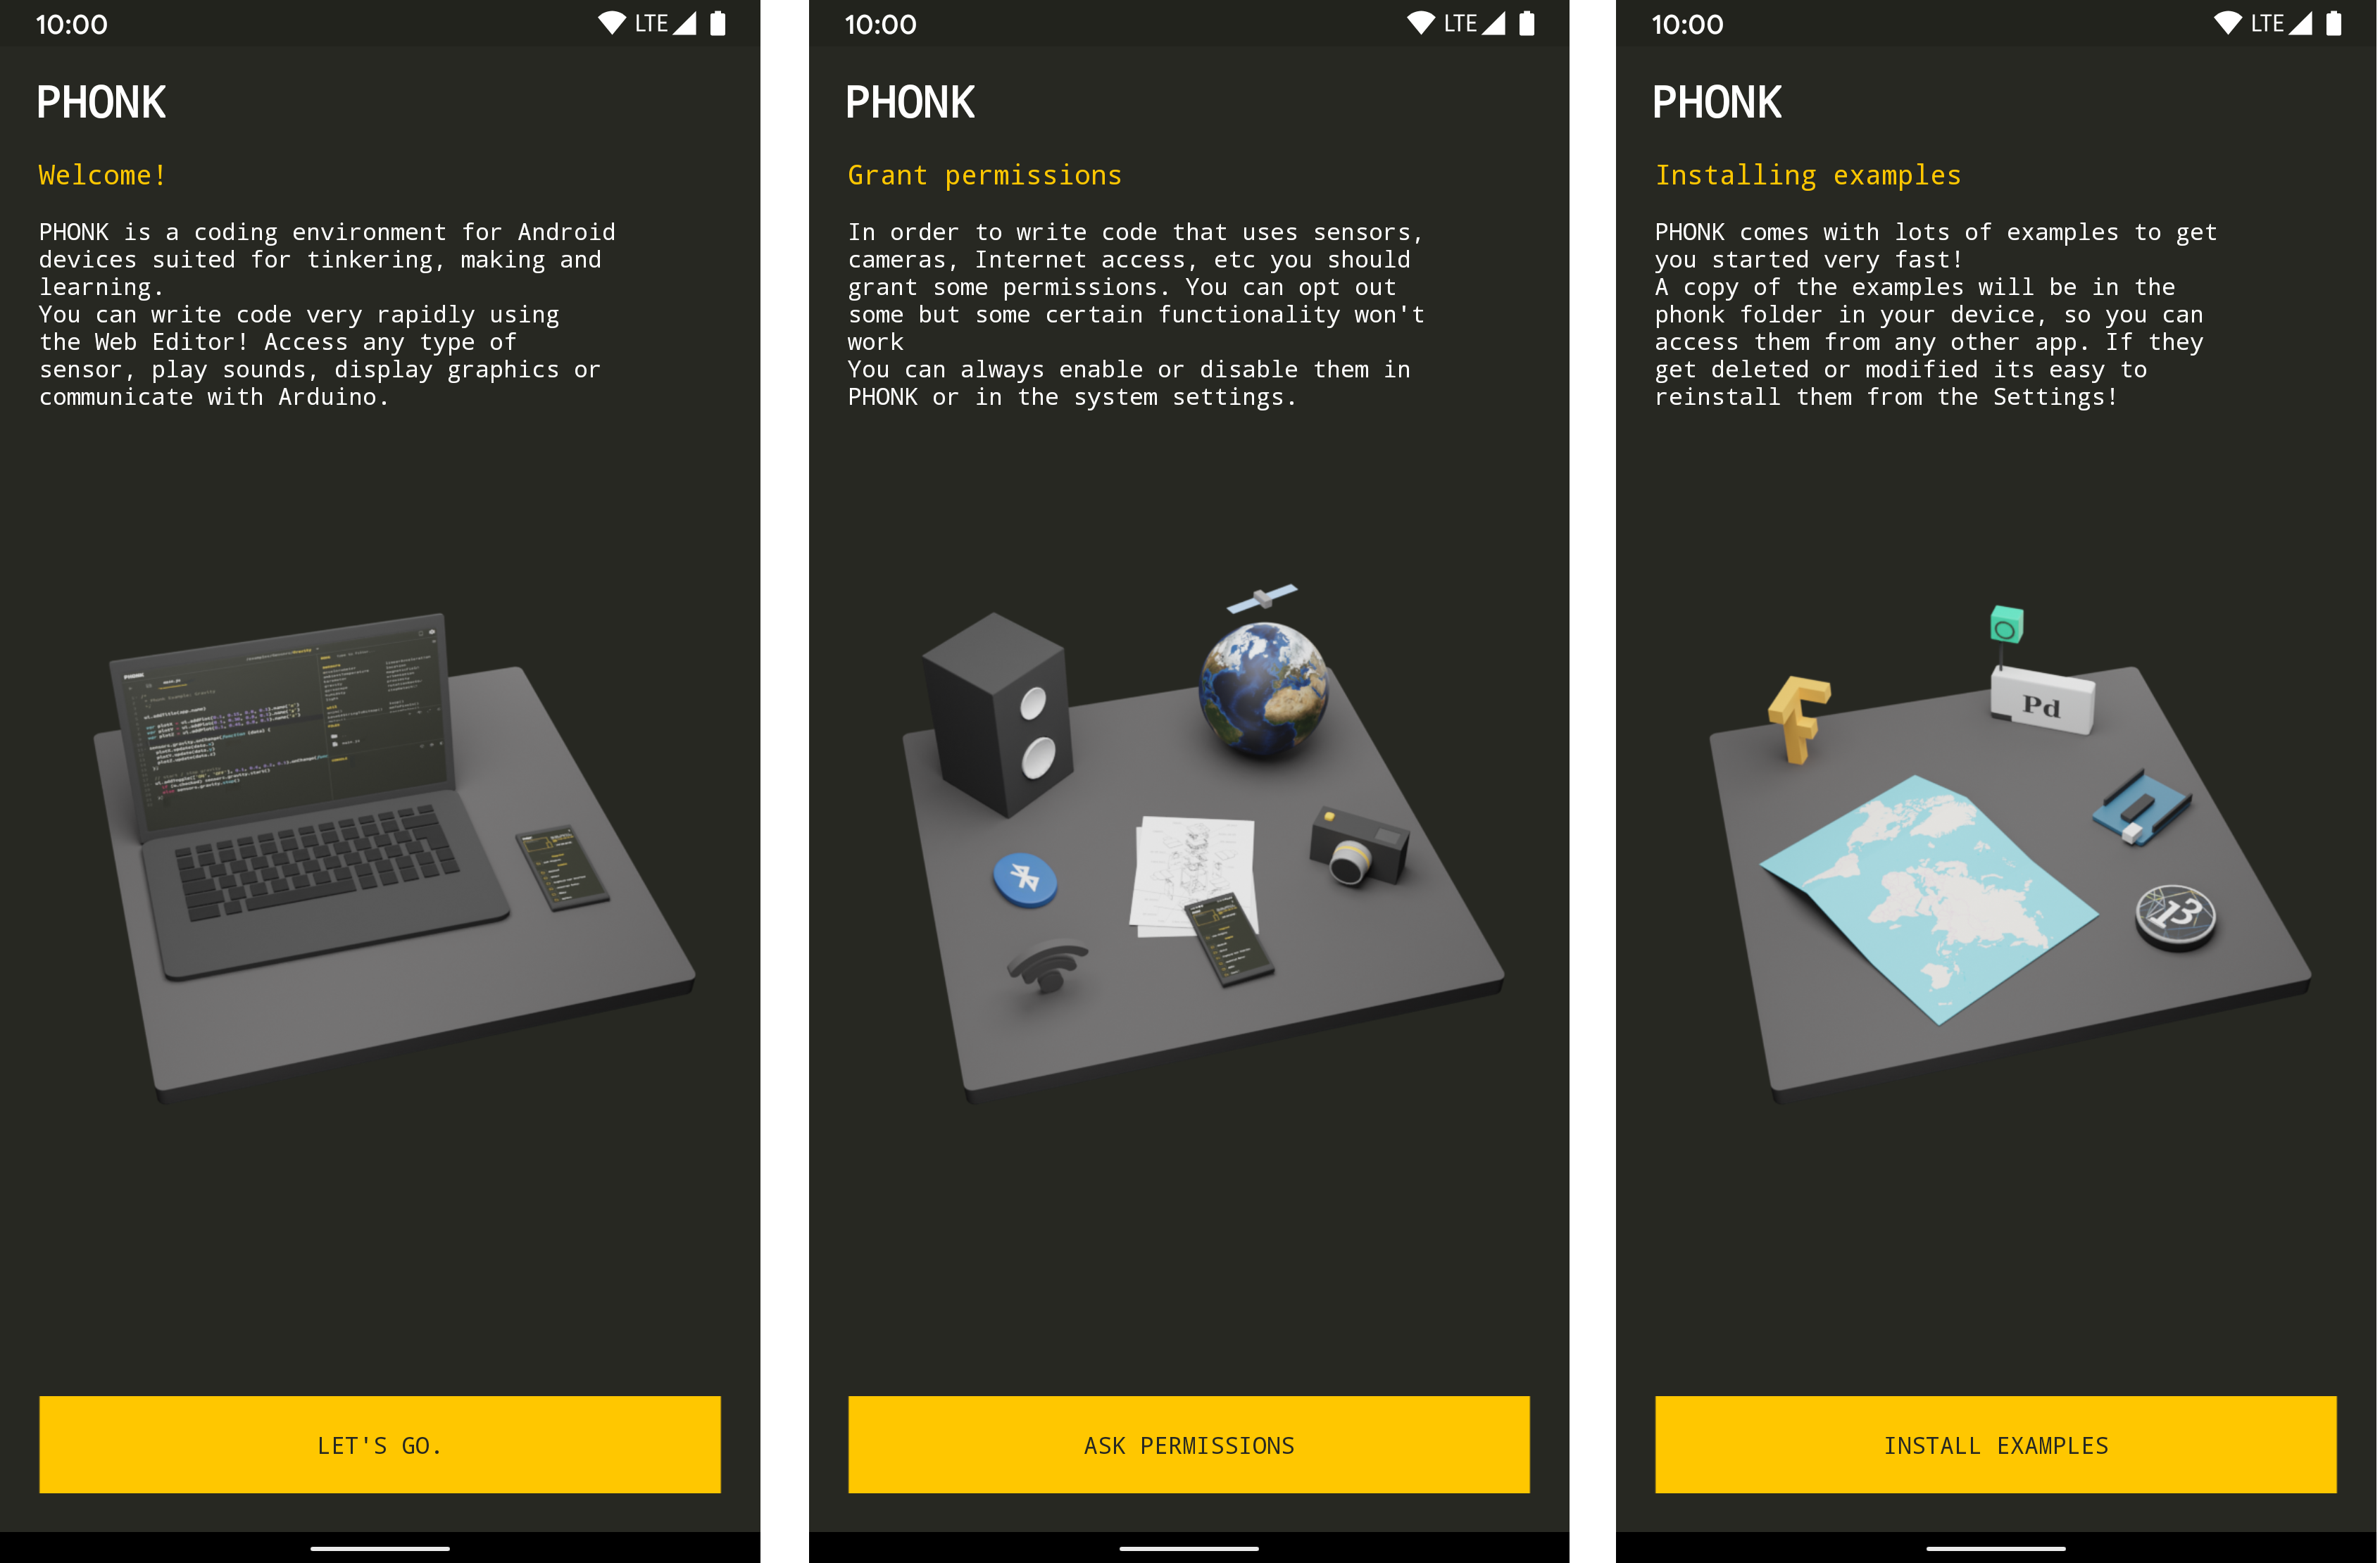 10:00
LTE
PHONK
Welcome!
PHONK is a coding environment for Android
devices suited for tinkering, making and
learning.
You can write code very rapidly using
the Web Editor! Access any type of
sensor, play sounds, display graphics or
communicate with Arduino.
LET'S GO.
10:00
LTE
PHONK
Grant permissions
In order to write code that uses sensors,
cameras, Internet access, etc you should
grant some permissions. You can opt out
some but some certain functionality won't
work
You can always enable or disable them in
PHONK or in the system settings.
ASK PERMISSIONS
10:00
LTE
PHONK
Installing examples
PHONK comes with lots of examples to get
you started very fast!
A copy of the examples will be in the
phonk folder in your device, so you can
access them from any other app. If they
get deleted or modified its easy to
reinstall them from the Settings!
Pd
13
INSTALL EXAMPLES